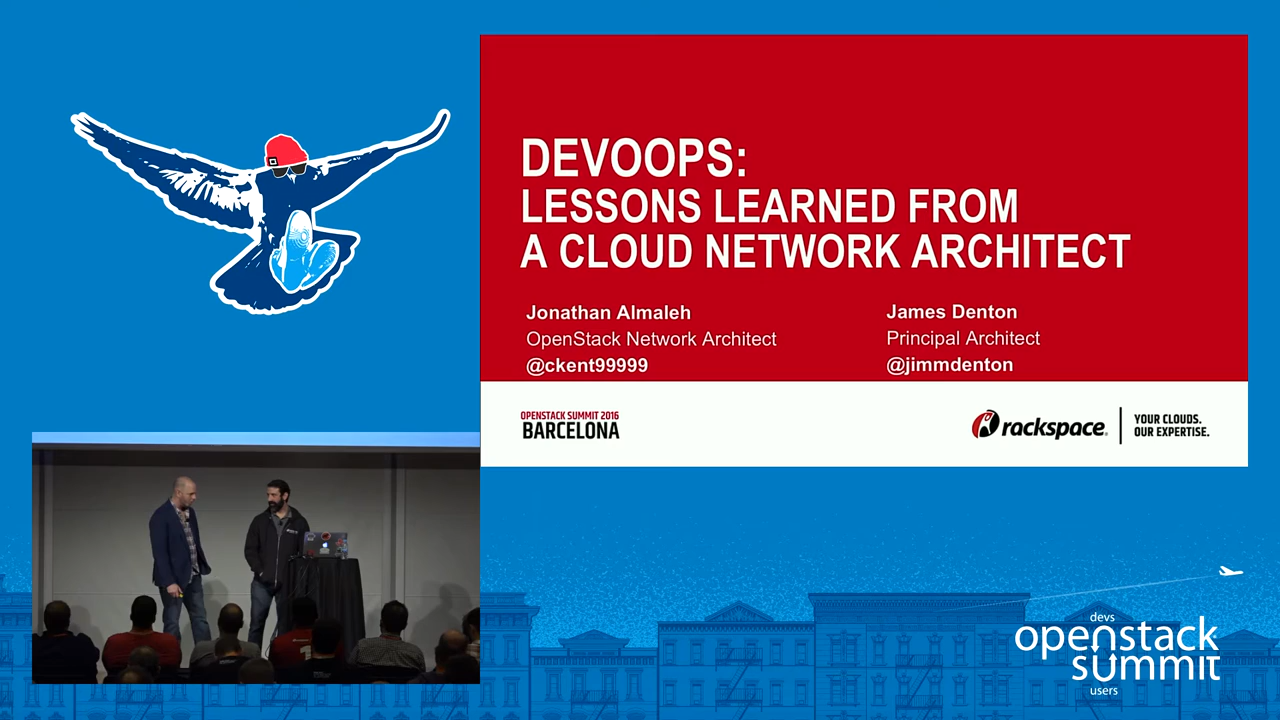 DEVOOPS:
LESSONS LEARNED FROM
A CLOUD NETWORK ARCHITECT
Jonathan Almaleh
OpenStack Network Architect
@ckent99999
James Denton
Principal Architect
@jimmdenton
OPENSTACK SUMMIT 2016
BARCELONA
rackspace
YOUR CLOUDS.
OUR EXPERTISE.
devs
openstack
summit
users